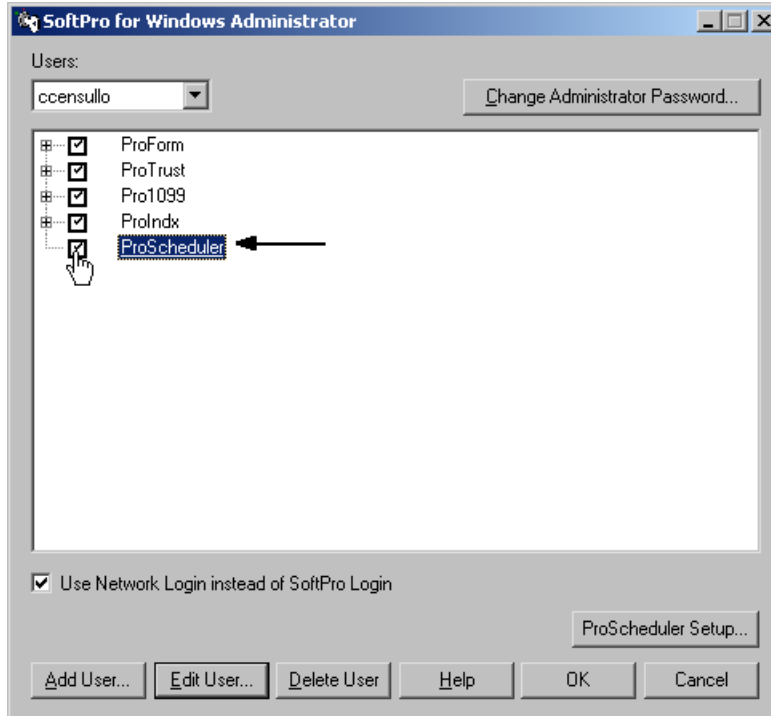 SoftPro for Windows Administrator
Users:
ccensullo
Change Administrator Password...
ProForm
ProTrust
Pro1099
ProIndx
ProScheduler
Use Network Login instead of SoftPro Login
ProScheduler Setup...
Add User... Edit User... Delete User Help OK Cancel